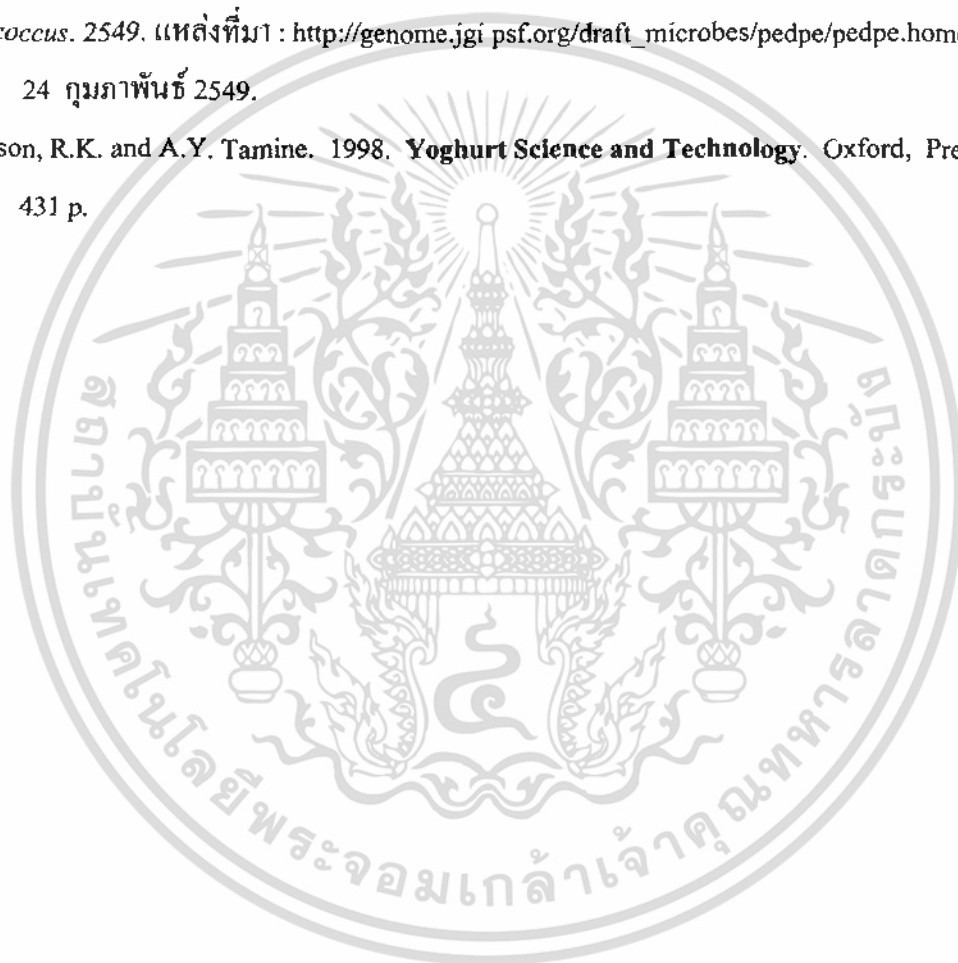 occus. 2549. แหล่งที่มา : http://genome.jgi psf.org/draft_microbes/pedpe/pedpe.hom
24 กุมภาพันธ์ 2549.
son, R.K. and A.Y. Tamine. 1998. Yoghurt Science and Technology. Oxford, Pre
431 p.
สถาบันเทคโนโลยีพระจอมเกล้าเจ้าคุณทหารลาดกระบัง
๔